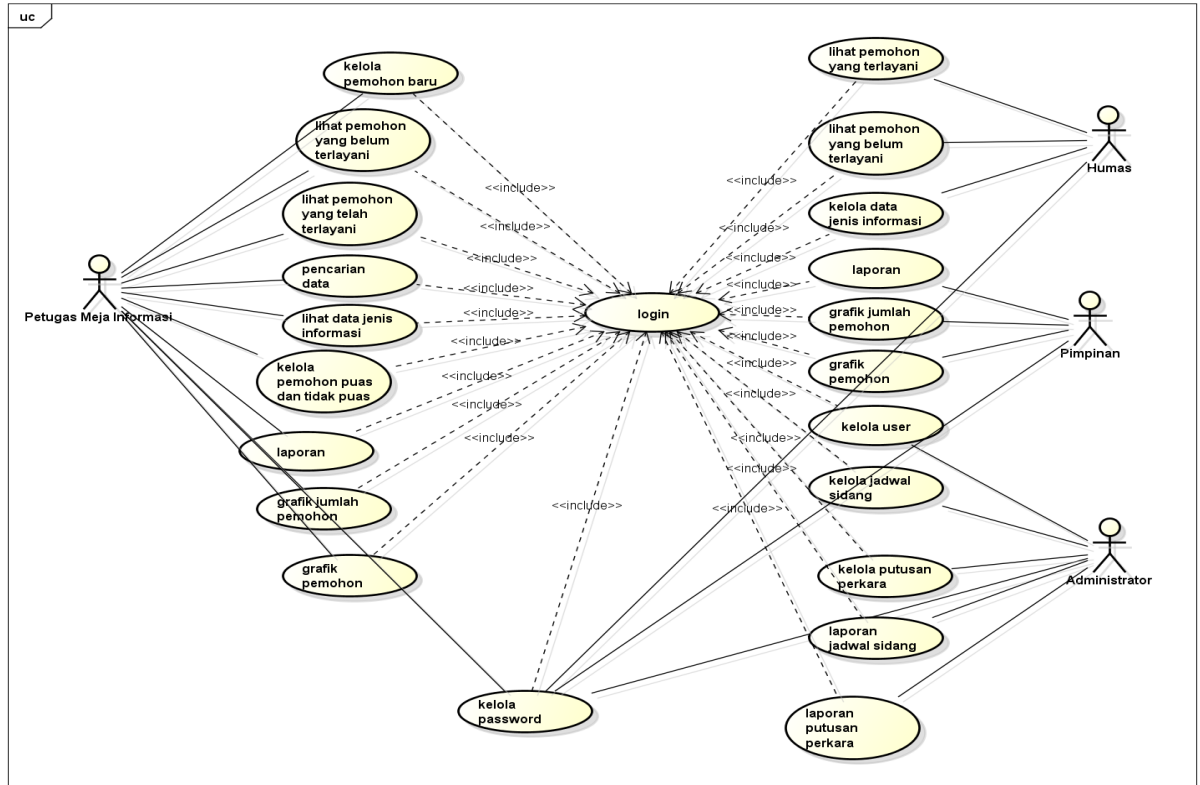 uc
kelola
pemohon baru
lihat pemohon
yang belum
terlayani
lihat pemohon
yang telah
terlayani
pencarian
data
lihat data jenis
informasi
kelola
pemohon puas
dan tidak puas
laporan
grafik jumlah
pemohon
grafik
pemohon
kelola
password
Petugas Meja Informasi
<<include>>
<<include>>
<<include>>
<<include>>
<<include>>
<<include>>
<<include>>
<<include>>
<<include>>
<<include>>
login
<<include>>
<<include>>
<<include>>
<<include>>
<<include>>
<<include>>
<<include>>
<<include>>
<<include>>
<<include>>
<<include>>
lihat pemohon
yang terlayani
lihat pemohon
yang belum
terlayani
kelola data
jenis informasi
laporan
grafik jumlah
pemohon
grafik
pemohon
kelola user
kelola jadwal
sidang
kelola putusan
perkara
laporan
jadwal sidang
laporan
putusan
perkara
Humas
Pimpinan
Administrator